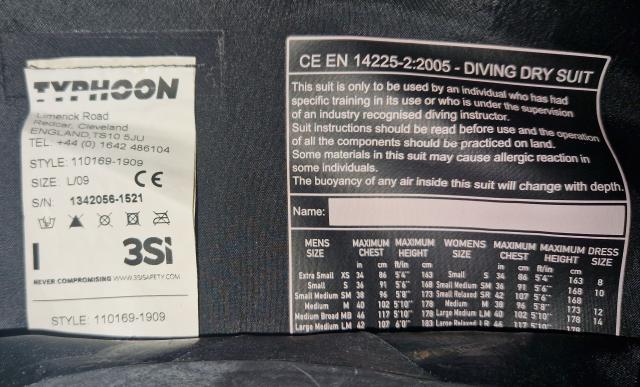 TYPHOON
Limerick Road
Redcar, Cleveland
ENGLAND, TS10 5JU
TEL: +44 (0) 1642 486104
STYLE: 110169-1909
SIZE: L/09 CE
S/N: 1342056-1521
3Si
NEVER COMPROMISING WWW.3SISAFETY.COM
STYLE: 110169-1909
CE EN 14225-2:2005 - DIVING DRY SUIT
This suit is only to be used by an individual who has had
specific training in its use or who is under the supervision
of an industry recognised diving instructor.
Suit instructions should be read before use and the operation
of all the components should be practiced on land.
Some materials in this suit may cause allergic reaction in
some individuals.
The buoyancy of any air inside this suit will change with depth.
Name:
MENS MAXIMUM MAXIMUM WOMENS MAXIMUM MAXIMUM DRESS
SIZE CHEST HEIGHT SIZE CHEST HEIGHT SIZE
in cm ft/in cm in cm ft/in cm
Extra Small XS 34 86 5'4" 163 Small S 34 86 5'4" 163 8
Small S 36 91 5'6" 168 Small Medium SM 36 91 5'6" 168 10
Small Medium SM 38 96 5'8" 173 Small Relaxed SR 42 107 5'6" 168
Medium M 40 102 5'10" 178 Medium M 38 96 5'8" 173 12
Medium Broad MB 46 117 5'10" 178 Large Medium LM 40 102 5'10" 178 14
Large Medium LM 42 107 6'0" 183 Large Relaxed LR 46 117 5'10" 178